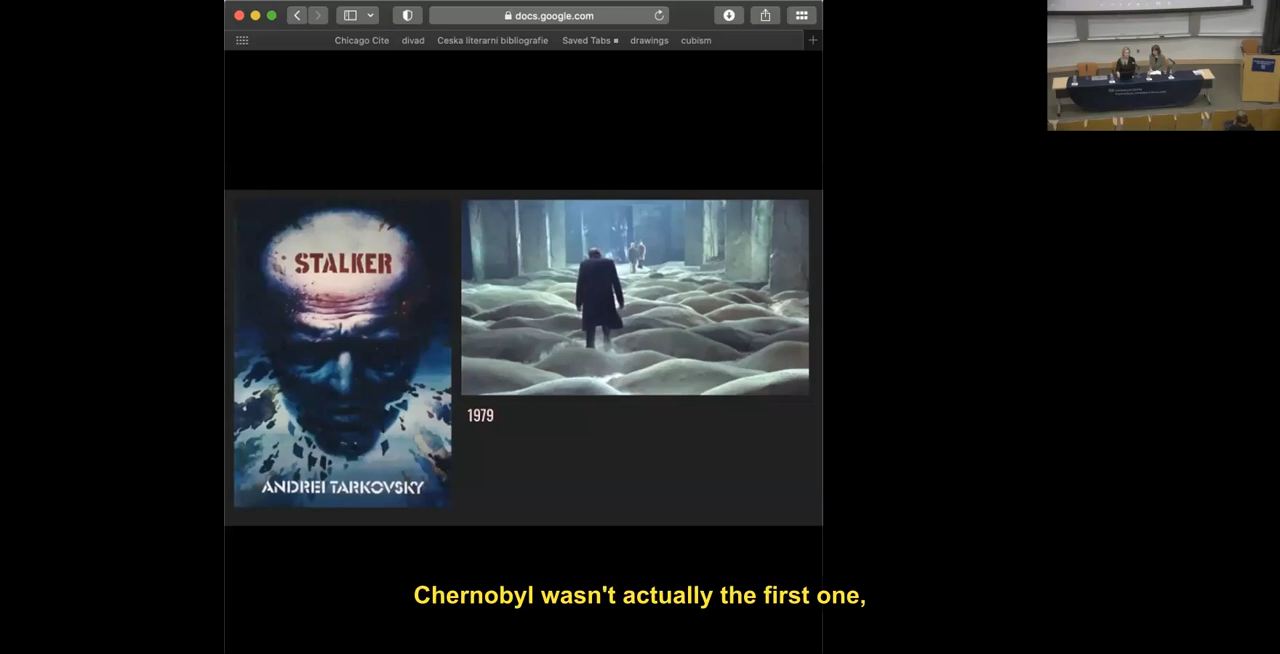 docs.google.com
Chicago Cite divad Ceska literarni bibliografie Saved Tabs drawings cubism
STALKER
1979
ANDREI TARKOVSKY
Chernobyl wasn't actually the first one,